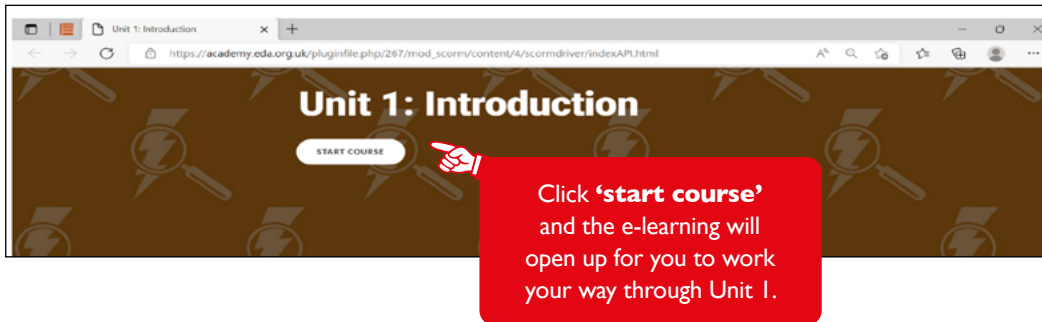 Unit 1: Introduction
https://academy.eda.org.uk/pluginfile.php/267/mod_scorm/content/4/scormdriver/indexAPI.html
Unit 1: Introduction
START COURSE
Click ‘start course’
and the e-learning will
open up for you to work
your way through Unit 1.